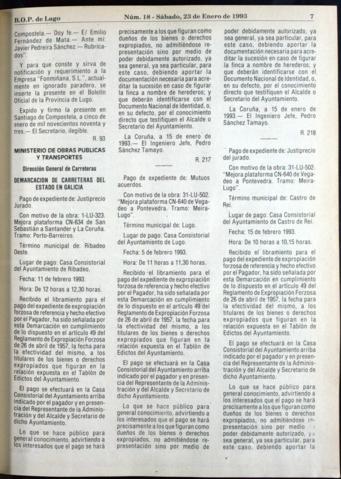 B.O.P. de Lugo
Núm. 18 - Sábado, 23 de Enero de 1993
7
Compostela.— Doy fe.— El Emilio
Fernández de Mata.— Ante mí:
Javier Pedreira Sánchez — Rubrica-
dos".
Y para que conste y sirva de
notificación y requerimiento a la
Empresa "Fonmiñana, S.L.", actual-
mente en ignorado paradero, se
inserta la presente en el Boletín
Oficial de la Provincia de Lugo.
Expido y firmo la presente en
Santiago de Compostela, a cinco de
enero de mil novecientos noventa y
tres.— El Secretario, ilegible.
R. 93
MINISTERIO DE OBRAS PUBLICAS
Y TRANSPORTES
Dirección General de Carreteras
DEMARCACION DE CARRETERAS DEL
ESTADO EN GALICIA
Pago de expediente de: Justiprecio
Jurado.
Con motivo de la obra: 1-LU-323.
Mejora plataforma CN-634 de San
Sebastián a Santander y La Coruña.
Tramo: Porto-Barreiros.
Término municipal de: Ribadeo
Oeste.
Lugar de pago: Casa Consistorial
del Ayuntamiento de Ribadeo,
Fecha: 11 de febrero de 1993.
Hora: De 12 horas a 12,30 horas.
Recibido el libramiento para el
pago del expediente de expropiación
forzosa de referencia y hecho efectivo
por el Pagador, ha sido señalada por
esta Demarcación en cumplimiento
de lo dispuesto en el artículo 49 del
Reglamento de Expropiación Forzosa
de 26 de abril de 1957, la fecha para
la efectividad del mismo, a los
titulares de los bienes o derechos
expropiados que figuran en la
relación expuesta en el Tablón de
Edictos del Ayuntamiento.
El pago se efectuará en la Casa
Consistorial del Ayuntamiento arriba
indicado por el pagador y en presen-
cia del Representante de la Adminis-
tración y del Alcalde y Secretario de
dicho Ayuntamiento.
Lo que se hace público para
general conocimiento, advirtiendo a
los interesados que el pago se hará
precisamente a los que figuran como
dueños de los bienes o derechos
expropiados, no admitiéndose re-
presentación sino por medio de
poder debidamente autorizado, ya
sea general, ya sea particular, para
este caso, debiendo aportar la
documentación necesaria para acre-
ditar la sucesión en caso de figurar
la finca a nombre de herederos; y
que deberán identificarse con el
Documento Nacional de Identidad, o,
en su defecto, por el conocimiento
directo que testifiquen el Alcalde o
Secretario del Ayuntamiento.
La Coruña, a 15 de enero de
1993.— El Ingeniero Jefe, Pedro
Sánchez Tamayo.
R. 217
Pago de expediente de: Mutuos
acuerdos.
Con motivo de la obra: 31-LU-502.
"Mejora plataforma CN-640 de Vega-
deo a Pontevedra. Tramo: Meira-
Lugo".
Término municipal de: Lugo.
Lugar de pago: Casa Consistorial
del Ayuntamiento de Lugo.
Fecha: 5 de febrero de 1993.
Hora: De 11 horas a 11,30 horas.
Recibido el libramiento para el
pago del expediente de expropiación
forzosa de referencia y hecho efectivo
por el Pagador, ha sido señalada por
esta Demarcación en cumplimiento
de lo dispuesto en el artículo 49 del
Reglamento de Expropiación Forzosa
de 26 de abril de 1957, la fecha para
la efectividad del mismo, a los
titulares de los bienes o derechos
expropiados que figuran en la
relación expuesta en el Tablón de
Edictos del Ayuntamiento.
El pago se efectuará en la Casa
Consistorial del Ayuntamiento arriba
indicado por el pagador y en presen-
cia del Representante de la Adminis-
tración y del Alcalde y Secretario de
dicho Ayuntamiento.
Lo que se hace público para
general conocimiento, advirtiendo a
los interesados que el pago se hará
precisamente a los que figuran como
dueños de los bienes o derechos
expropiados, no admitiéndose re-
presentación sino por medio de
poder debidamente autorizado, ya
sea general, ya sea particular, para
este caso, debiendo aportar la
documentación necesaria para acre-
ditar la sucesión en caso de figurar
la finca a nombre de herederos; y
que deberán identificarse con el
Documento Nacional de Identidad, o,
en su defecto, por el conocimiento
directo que testifiquen el Alcalde o
Secretario del Ayuntamiento.
La Coruña, a 15 de enero de
1993.— El Ingeniero Jefe, Pedro
Sánchez Tamayo.
R. 218
Pago de expediente de: Justiprecio
jurado.
Con motivo de la obra: 31-LU-502.
"Mejora plataforma CN-640 de Vega-
deo a Pontevedra. Tramo: Meira-
Lugo".
Término municipal de: Castro de
Rei.
Lugar de pago: Casa Consistorial
del Ayuntamiento de Castro de Rei.
Fecha: 15 de febrero de 1993.
Hora: De 10 horas a 10,15 horas.
Recibido el libramiento para el
pago del expediente de expropiación
forzosa de referencia y hecho efectivo
por el Pagador, ha sido señalada por
esta Demarcación en cumplimiento
de lo dispuesto en el artículo 49 del
Reglamento de Expropiación Forzosa
de 26 de abril de 1957, la fecha para
la efectividad del mismo, a los
titulares de los bienes o derechos
expropiados que figuran en la
relación expuesta en el Tablón de
Edictos del Ayuntamiento.
El pago se efectuará en la Casa
Consistorial del Ayuntamiento arriba
indicado por el pagador y en presen-
cia del Representante de la Adminis-
tración y del Alcalde y Secretario de
dicho Ayuntamiento.
Lo que se hace público para
general conocimiento, advirtiendo a
los interesados que el pago se hará
precisamente a los que figuran como
dueños de los bienes o derechos
expropiados, no admitiéndose re-
presentación sino por medio
poder debidamente autorizado, ya
sea general, ya sea particular, para
este caso, debiendo aportar la